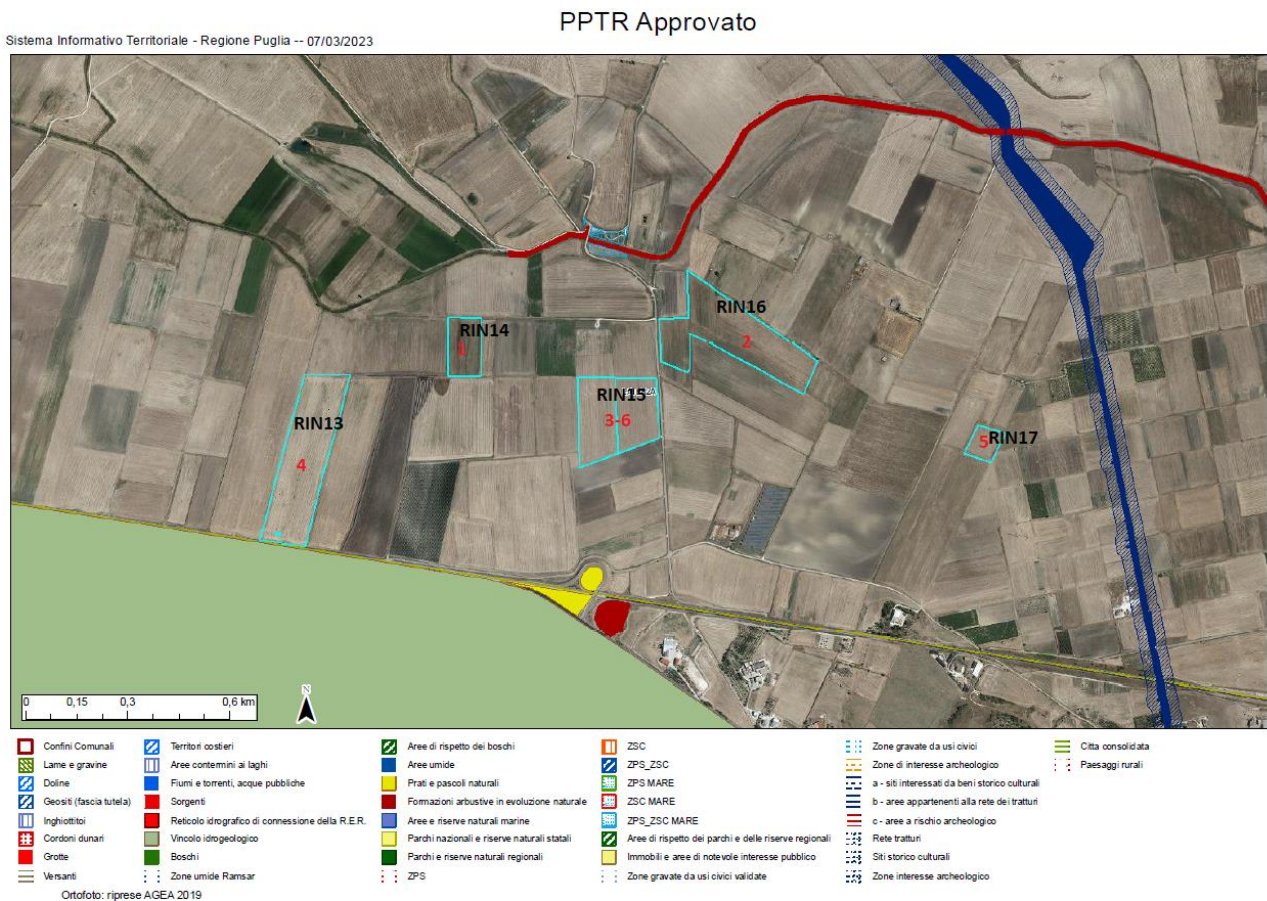 PPTR Approvato
Sistema Informativo Territoriale - Regione Puglia -- 07/03/2023
RIN16
RIN14
2
1
RIN15
RIN13
3-6
RIN17
5
4
0 0,15 0,3 0,6 km
N
Confini Comunali
Lame e gravine
Doline
Geositi (fascia tutela)
Inghiottitoi
Cordoni dunari
Grotte
Versanti
Territori costieri
Aree contermini ai laghi
Fiumi e torrenti, acque pubbliche
Sorgenti
Reticolo idrografico di connessione della R.E.R.
Vincolo idrogeologico
Boschi
Zone umide Ramsar
Aree di rispetto dei boschi
Aree umide
Prati e pascoli naturali
Formazioni arbustive in evoluzione naturale
Aree e riserve naturali marine
Parchi nazionali e riserve naturali statali
Parchi e riserve naturali regionali
ZPS
ZSC
ZPS_ZSC
ZPS MARE
ZSC MARE
ZPS_ZSC MARE
Aree di rispetto dei parchi e delle riserve regionali
Immobili e aree di notevole interesse pubblico
Zone gravate da usi civici validate
Zone gravate da usi civici
Zone di interesse archeologico
a - siti interessati da beni storico culturali
b - aree appartenenti alla rete dei tratturi
c - aree a rischio archeologico
Rete tratturi
Siti storico culturali
Zone interesse archeologico
Citta consolidata
Paesaggi rurali
Ortofoto: riprese AGEA 2019